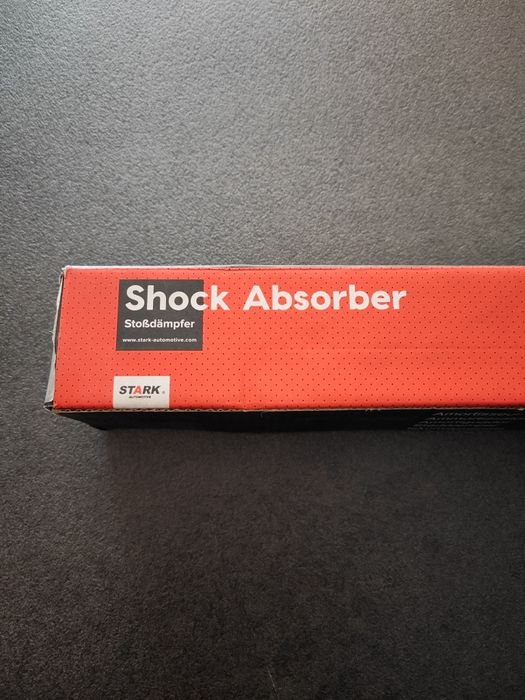 Shock Absorber
Stoßdämpfer
www.stark-automotive.com
STARK ®
AUTOMOTIVE